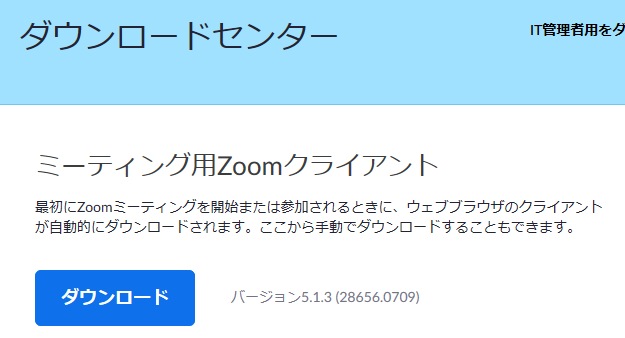 ダウンロードセンター
IT管理者用をダ
ミーティング用Zoomクライアント
最初にZoomミーティングを開始または参加されるときに、ウェブブラウザのクライアント
が自動的にダウンロードされます。ここから手動でダウンロードすることもできます。
ダウンロード
バージョン5.1.3 (28656.0709)